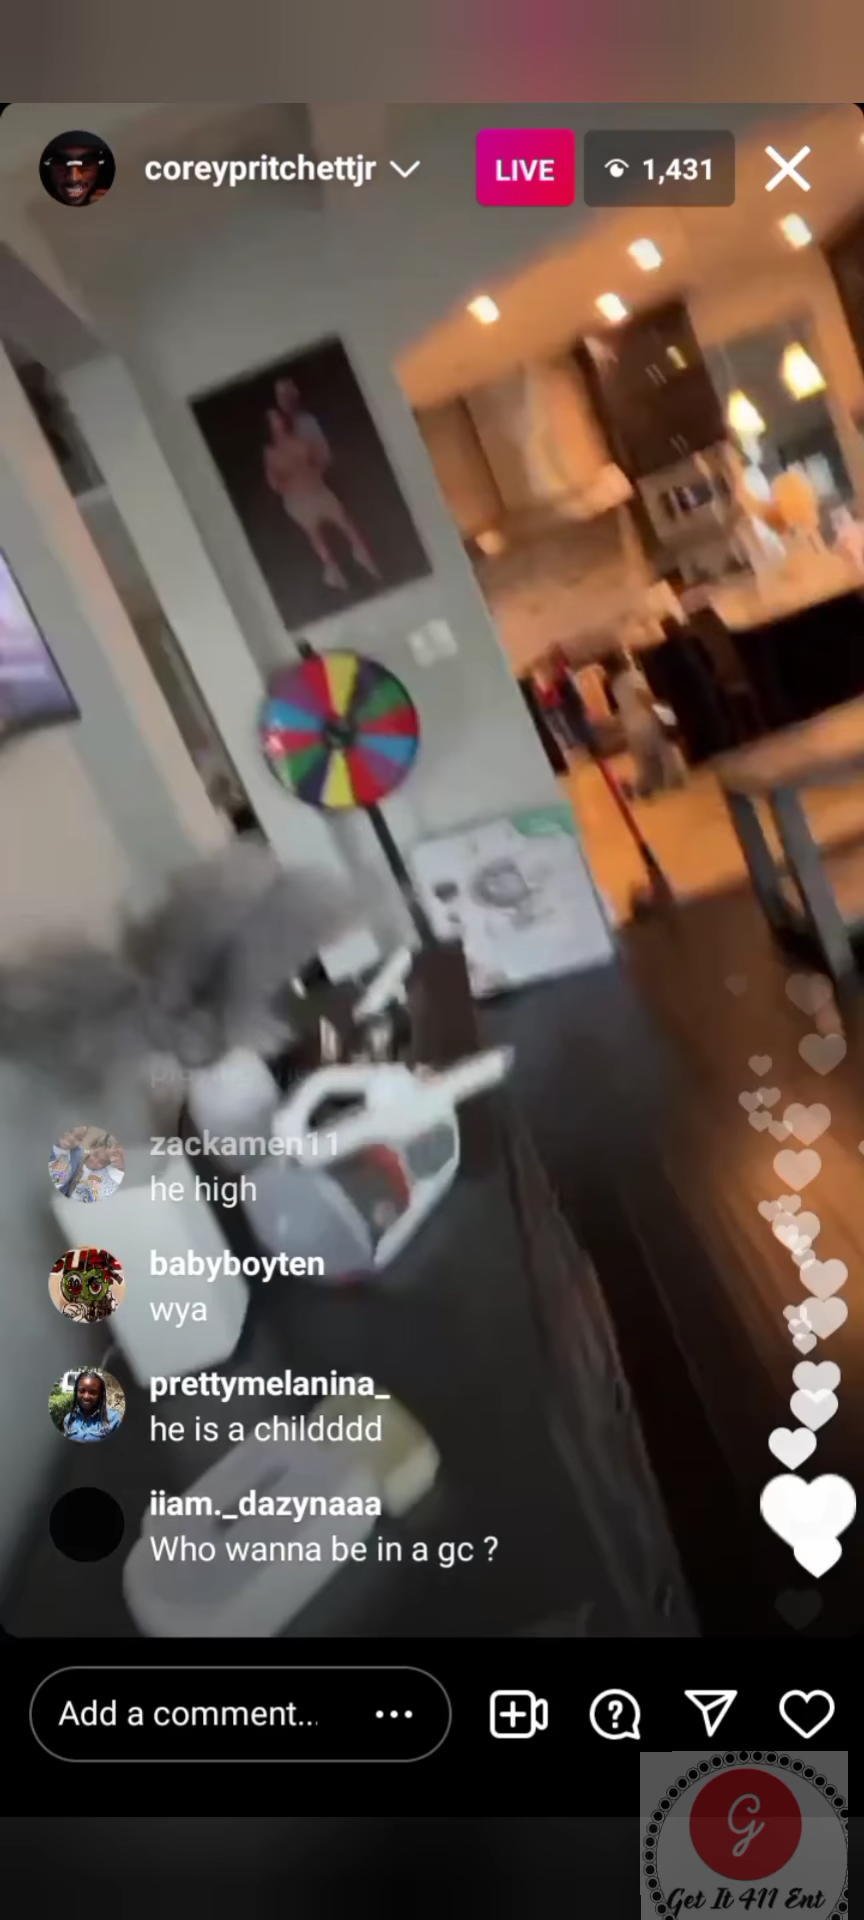 coreypritchettjr
LIVE
1,431
zackamen11
he high
babyboyten
wya
prettymelanina_
he is a childddd
iiam._dazynaaa
Who wanna be in a gc ?
Add a comment...
G
Get It 411 Ent